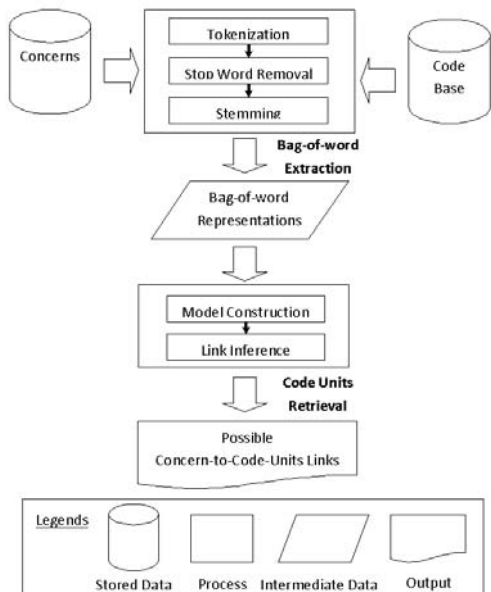 Concerns
Tokenization
Stop Word Removal
Stemming
Code
Base
Bag-of-word
Extraction
Bag-of-word
Representations
Model Construction
Link Inference
Code Units
Retrieval
Possible
Concern-to-Code-Units Links
Legends
Stored Data Process Intermediate Data Output